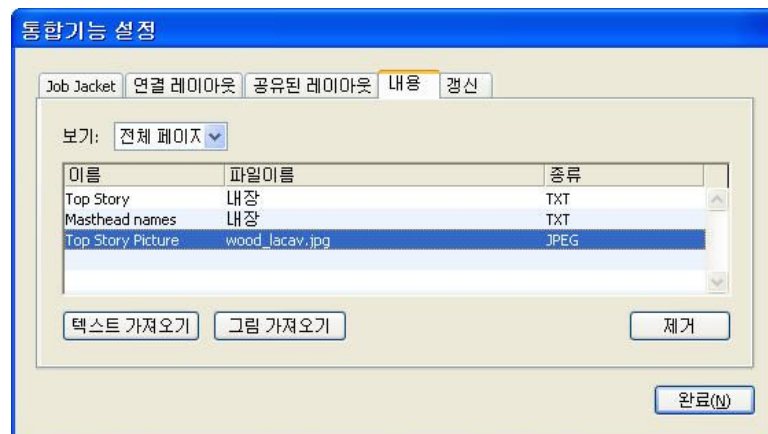 통합기능 설정
Job Jacket 연결 레이아웃 공유된 레이아웃 내용 갱신
보기: 전체 페이지
이름 파일이름 종류
Top Story 내장 TXT
Masthead names 내장 TXT
Top Story Picture wood_lacav.jpg JPEG
텍스트 가져오기 그림 가져오기 제거
완료(N)